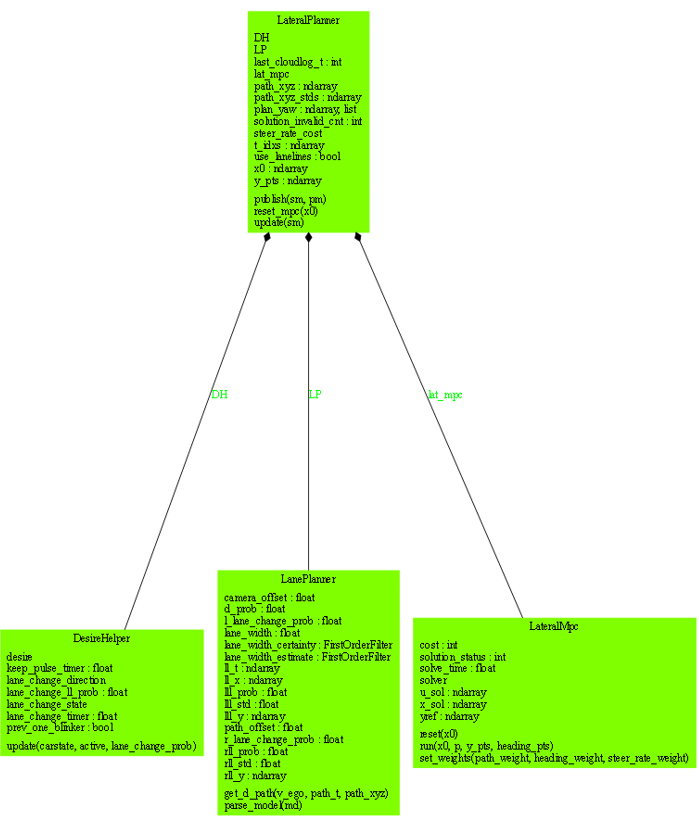 LateralPlanner
DH
LP
last_cloudlog_t : int
lat_mpc
path_xyz : ndarray
path_xyz_stds : ndarray
plan_yaw : ndarray, list
solution_invalid_cnt : int
steer_rate_cost
t_idxs : ndarray
use_lanelines : bool
x0 : ndarray
y_pts : ndarray
publish(sm, pm)
reset_mpc(x0)
update(sm)
DH
LP
lat_mpc
DesireHelper
desire
keep_pulse_timer : float
lane_change_direction
lane_change_ll_prob : float
lane_change_state
lane_change_timer : float
prev_one_blinker : bool
update(carstate, active, lane_change_prob)
LanePlanner
camera_offset : float
d_prob : float
l_lane_change_prob : float
lane_width : float
lane_width_certainty : FirstOrderFilter
lane_width_estimate : FirstOrderFilter
ll_t : ndarray
ll_x : ndarray
lll_prob : float
lll_std : float
lll_y : ndarray
path_offset : float
r_lane_change_prob : float
rll_prob : float
rll_std : float
rll_y : ndarray
get_d_path(v_ego, path_t, path_xyz)
parse_model(md)
LateralMpc
cost : int
solution_status : int
solve_time : float
solver
u_sol : ndarray
x_sol : ndarray
yref : ndarray
reset(x0)
run(x0, p, y_pts, heading_pts)
set_weights(path_weight, heading_weight, steer_rate_weight)